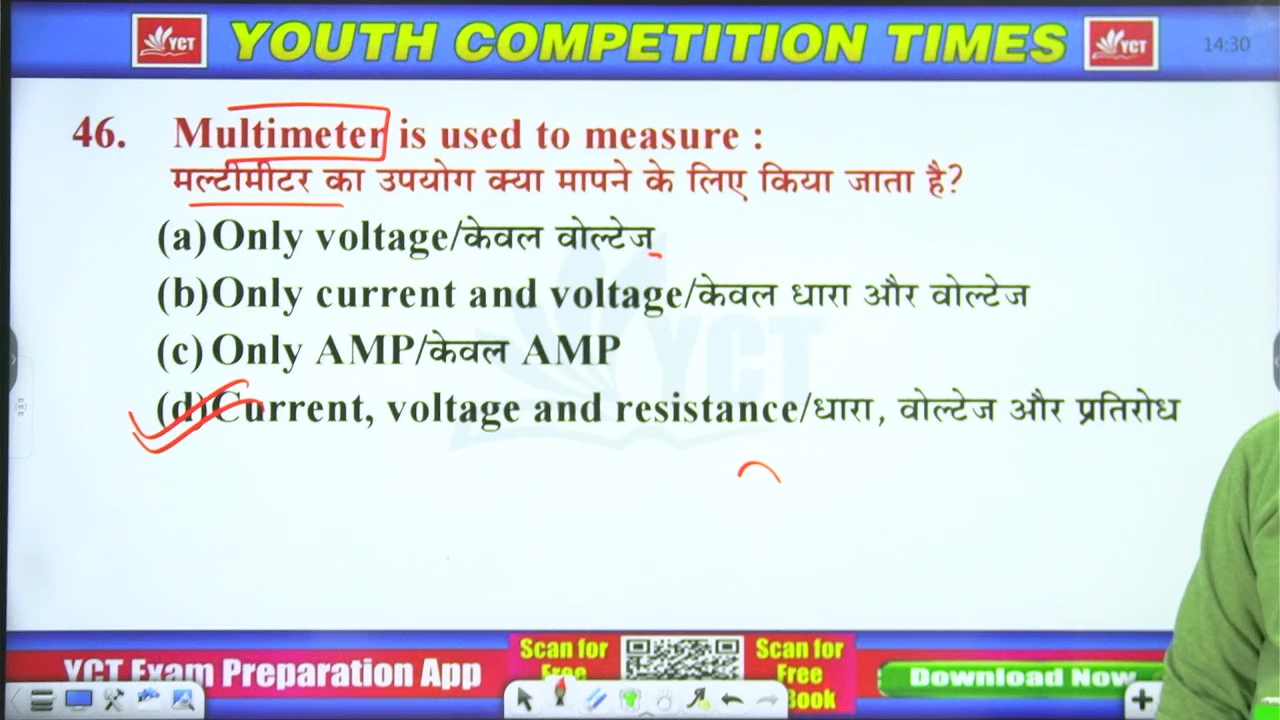 YCT
YOUTH COMPETITION TIMES
YCT
14:30
46. Multimeter is used to measure :
मल्टीमीटर का उपयोग क्या मापने के लिए किया जाता है?
(a) Only voltage/केवल वोल्टेज
(b) Only current and voltage/केवल धारा और वोल्टेज
(c) Only AMP/केवल AMP
(d) Current, voltage and resistance/धारा, वोल्टेज और प्रतिरोध
YCT
YCT Exam Preparation App
Scan for
Free
Scan for
Free
Book
Download Now